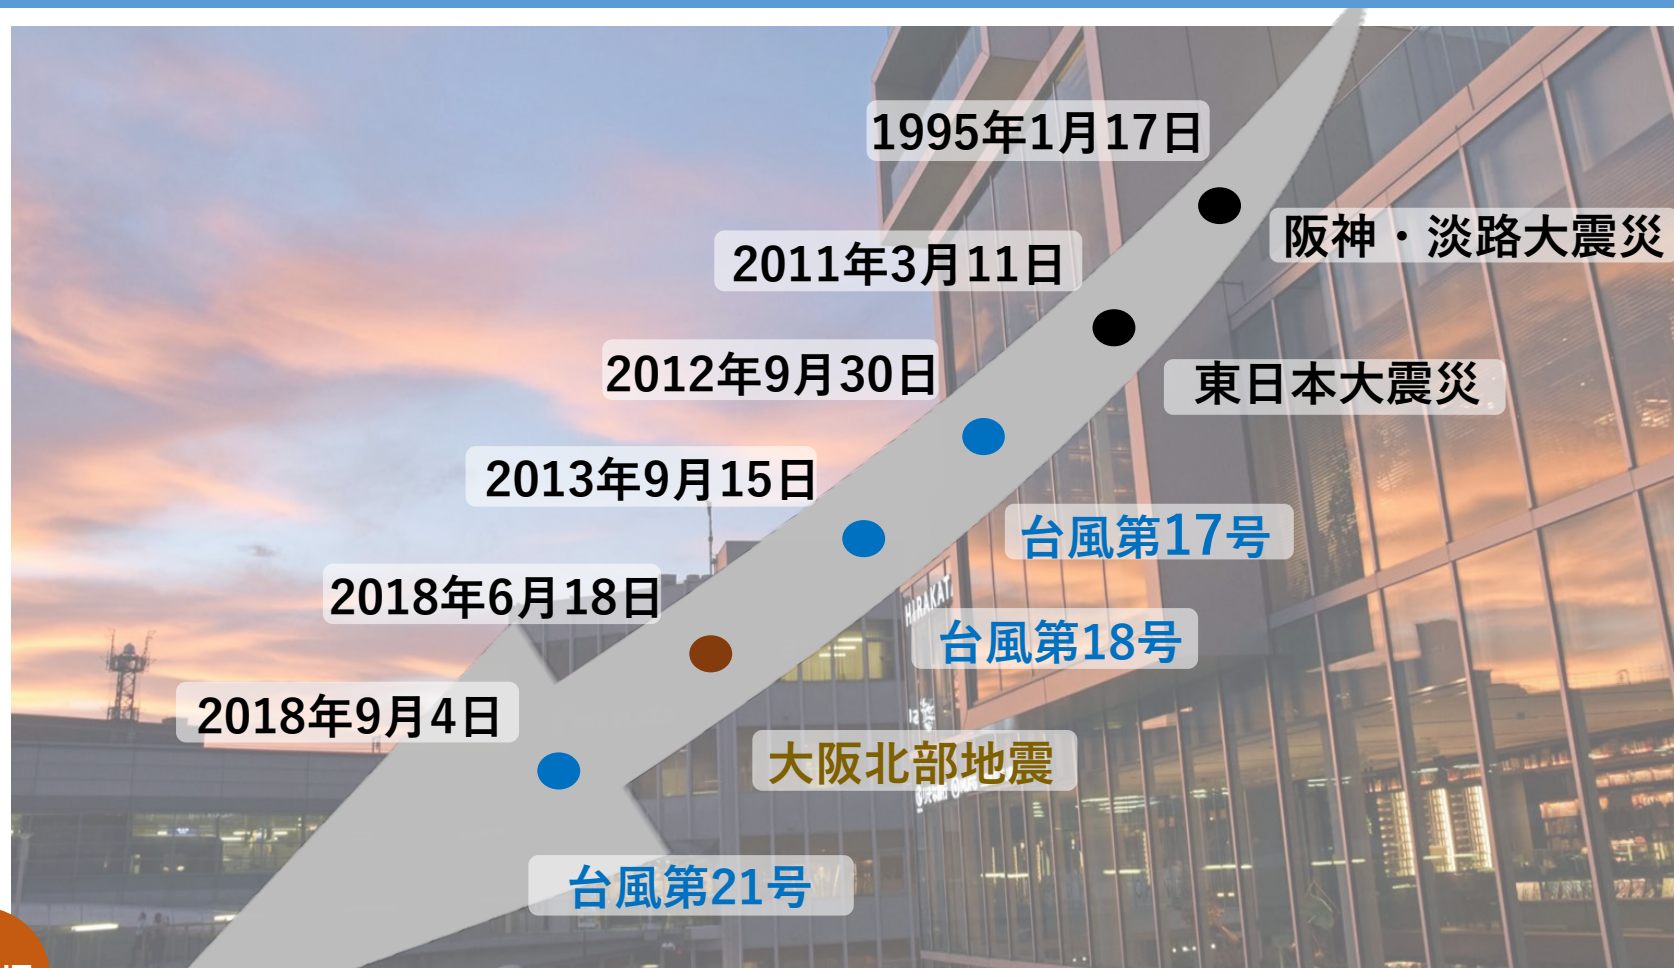 1995年1月17日
阪神・淡路大震災
2011年3月11日
東日本大震災
2012年9月30日
台風第17号
2013年9月15日
台風第18号
2018年6月18日
大阪北部地震
2018年9月4日
台風第21号
HIRAKAT